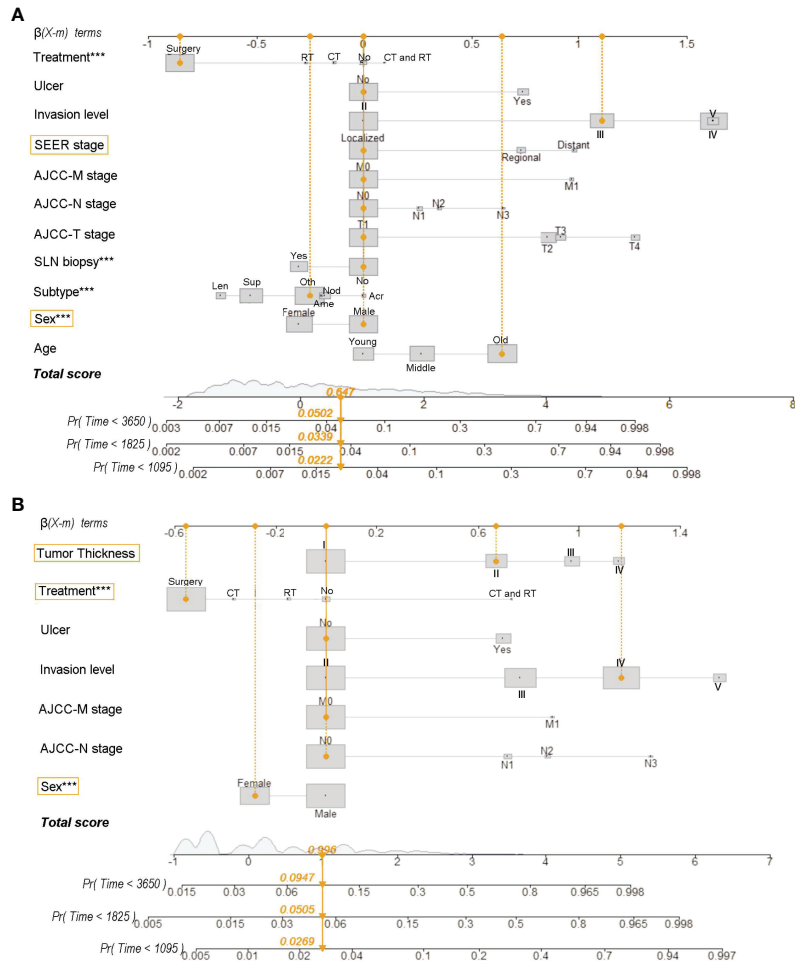 A
β(X-m) terms
-1 -0.5 0 0.5 1 1.5
Treatment***
Surgery RT CT No CT and RT
Ulcer
No Yes
Invasion level
II III IV V
SEER stage
Localized Regional Distant
AJCC-M stage
M0 M1
AJCC-N stage
N0 N1 N2 N3
AJCC-T stage
T1 T2 T3 T4
SLN biopsy***
Yes No
Subtype***
Len Sup Oth Ame Nod Acr
Sex***
Female Male
Age
Young Middle Old
Total score
0.647
-2 0 2 4 6 8
0.0502
Pr( Time < 3650 )
0.003 0.007 0.015 0.04 0.1 0.3 0.7 0.94 0.998
0.0339
Pr( Time < 1825 )
0.002 0.007 0.015 0.04 0.1 0.3 0.7 0.94 0.998
0.0222
Pr( Time < 1095 )
0.002 0.007 0.015 0.04 0.1 0.3 0.7 0.94 0.998
B
β(X-m) terms
-0.6 -0.2 0.2 0.6 1 1.4
Tumor Thickness
I II III IV
Treatment***
Surgery CT RT No CT and RT
Ulcer
No Yes
Invasion level
II III IV V
AJCC-M stage
M0 M1
AJCC-N stage
N0 N1 N2 N3
Sex***
Female Male
Total score
0.996
-1 0 1 2 3 4 5 6 7
0.0947
Pr( Time < 3650 )
0.015 0.03 0.06 0.15 0.3 0.5 0.8 0.965 0.998
0.0505
Pr( Time < 1825 )
0.005 0.015 0.03 0.06 0.15 0.3 0.5 0.8 0.965 0.998
0.0269
Pr( Time < 1095 )
0.005 0.01 0.02 0.04 0.1 0.2 0.4 0.7 0.94 0.997